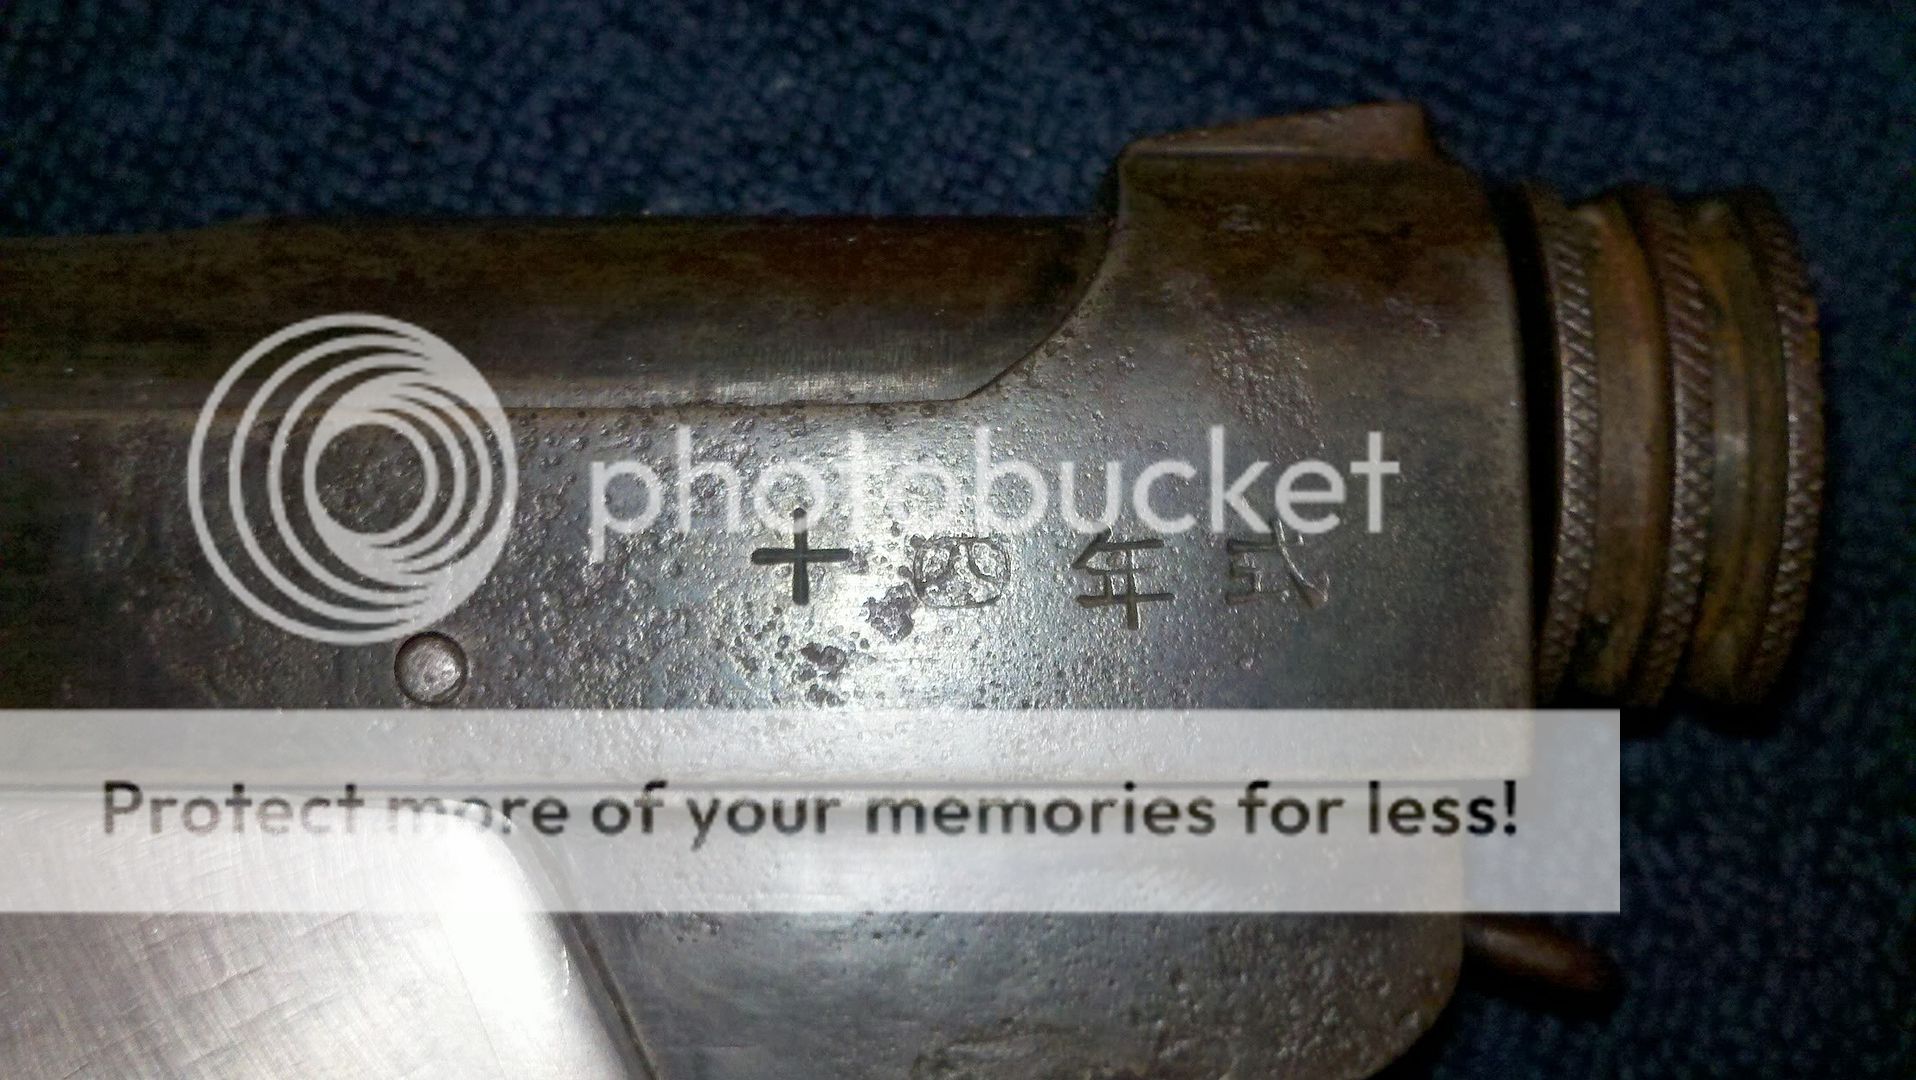 photobucket
十四年式
Protect more of your memories for less!